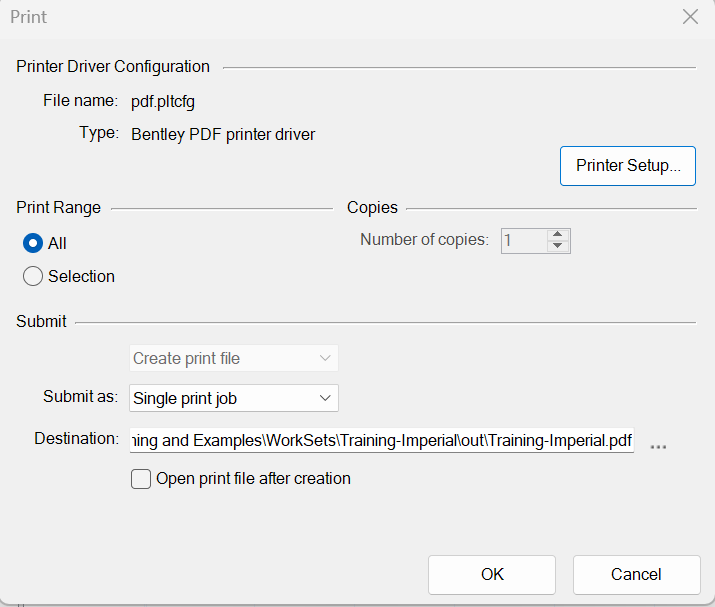 Print
Printer Driver Configuration
File name: pdf.pltcfg
Type: Bentley PDF printer driver
Printer Setup...
Print Range
All
Selection
Copies
Number of copies: 1
Submit
Create print file
Submit as: Single print job
Destination: ning and Examples\WorkSets\Training-Imperial\out\Training-Imperial.pdf ...
Open print file after creation
OK
Cancel